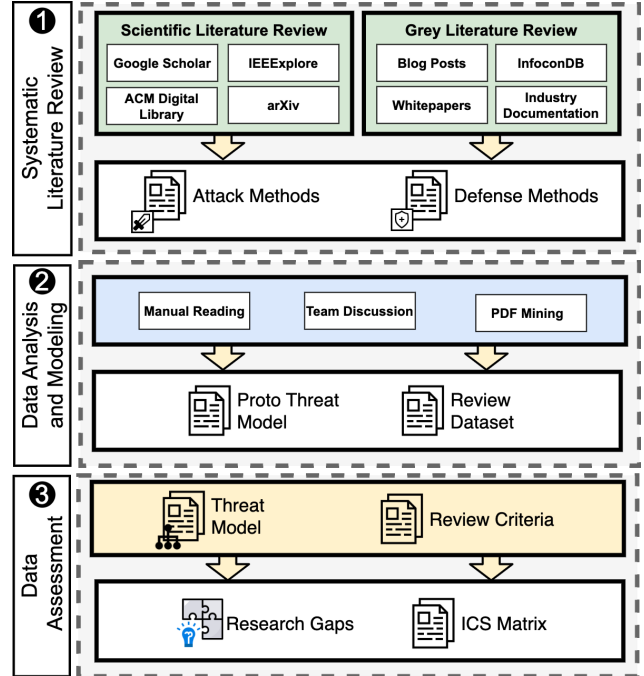 1
Systematic
Literature Review
Scientific Literature Review
Google Scholar
IEEExplore
ACM Digital
Library
arXiv
Grey Literature Review
Blog Posts
InfoconDB
Whitepapers
Industry
Documentation
Attack Methods
Defense Methods
2
Data Analysis
and Modeling
Manual Reading
Team Discussion
PDF Mining
Proto Threat
Model
Review
Dataset
3
Data
Assessment
Threat
Model
Review Criteria
Research Gaps
ICS Matrix